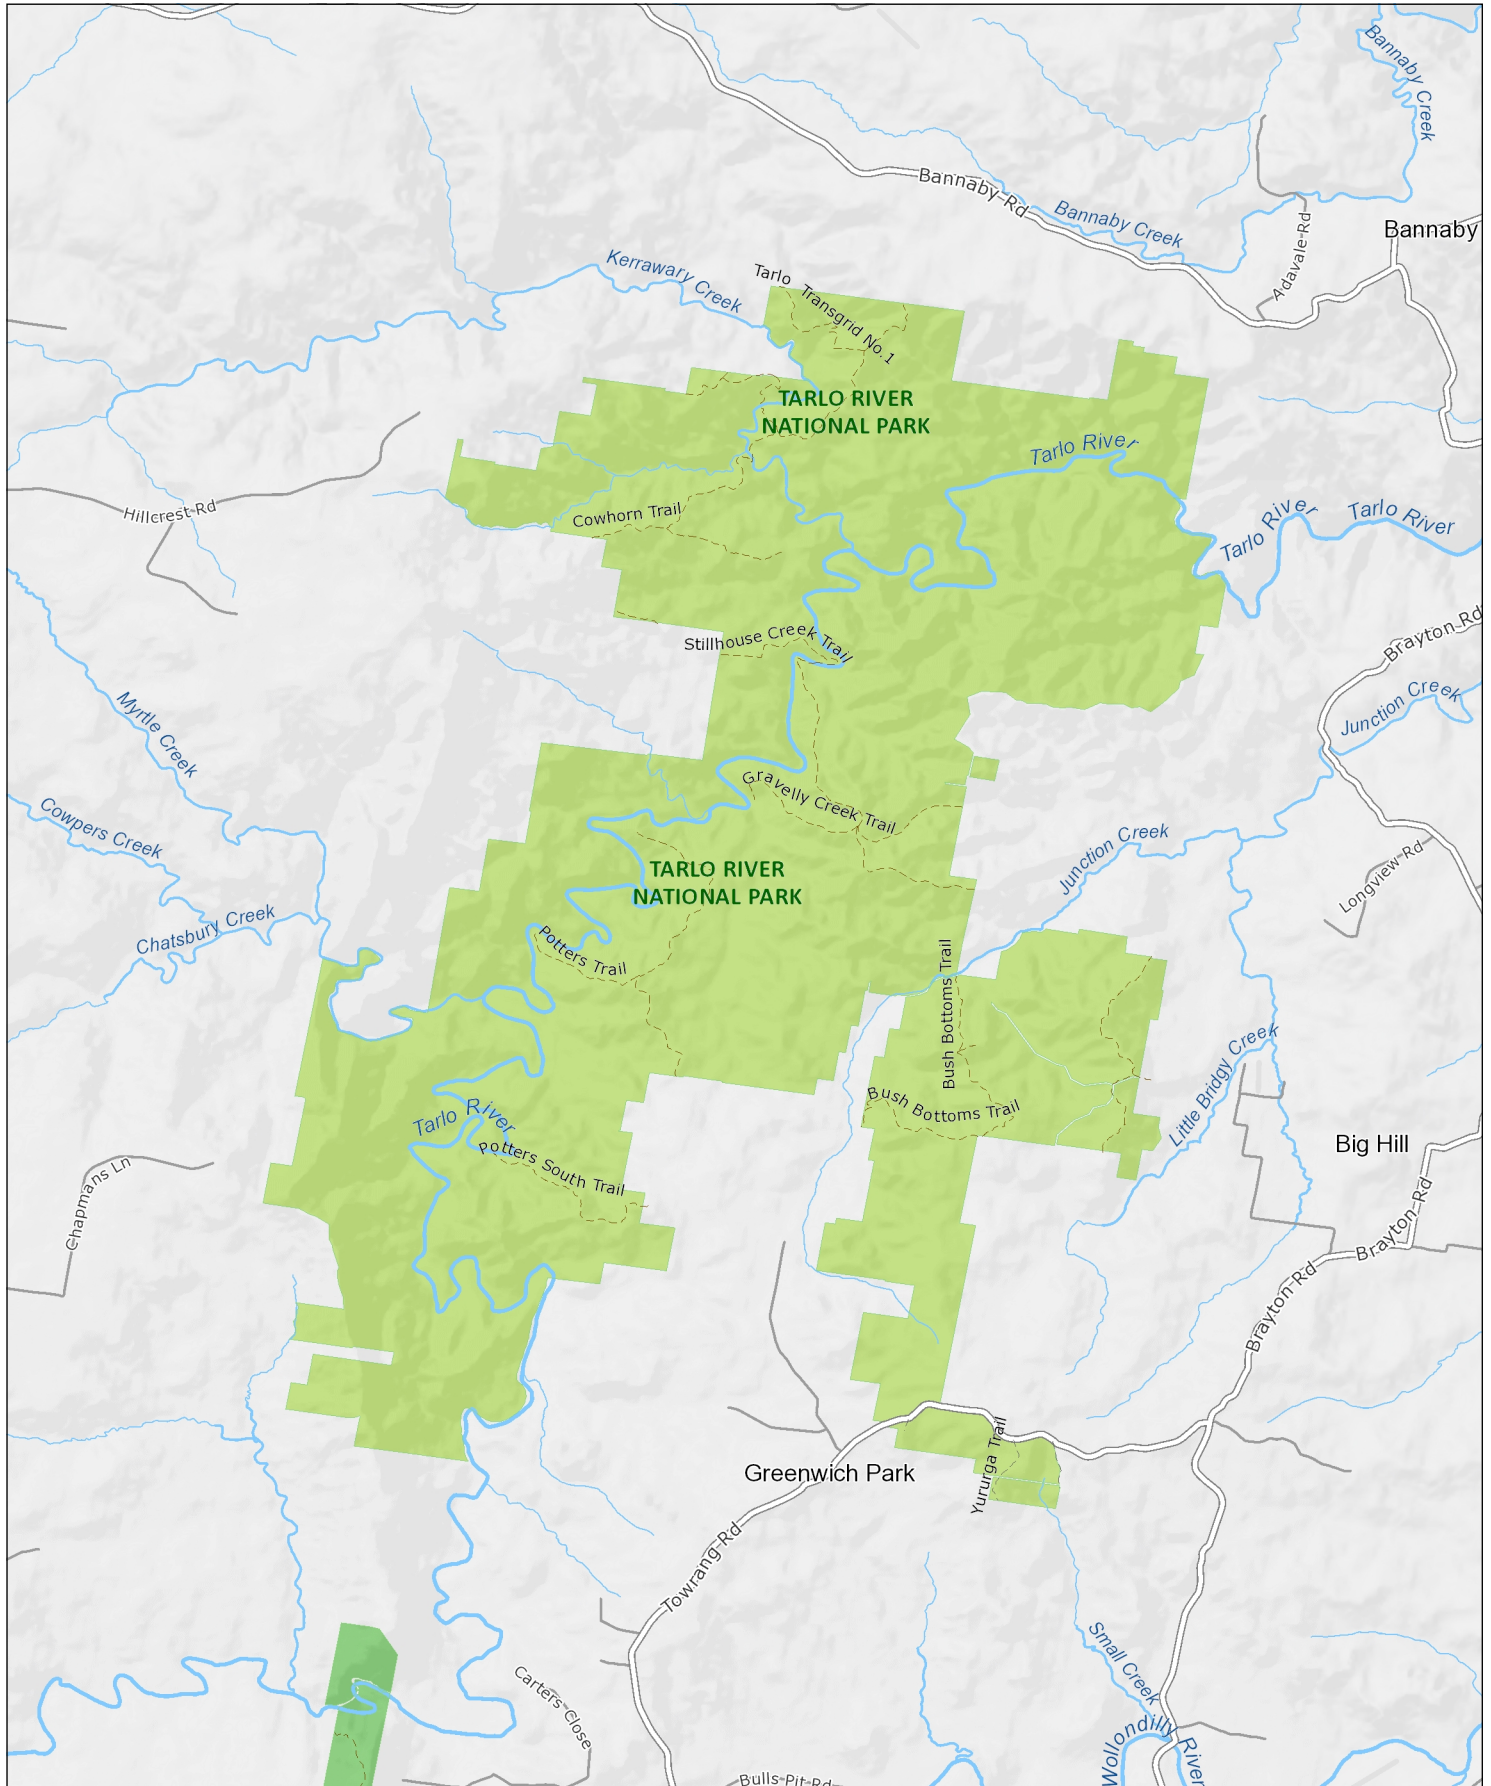 Bannaby Creek
Bannaby Rd
Bannaby Creek
Adavale Rd
Bannaby
Kerrawary Creek
Tarlo Transgrid No.1
TARLO RIVER
NATIONAL PARK
Tarlo River
Tarlo River
Tarlo River
Hillcrest Rd
Cowhorn Trail
Stillhouse Creek Trail
Brayton Rd
Junction Creek
Myrtle Creek
Gravelly Creek Trail
Cowpers Creek
Junction Creek
Longview Rd
TARLO RIVER
NATIONAL PARK
Chatsbury Creek
Potters Trail
Bush Bottoms Trail
Little Bridgy Creek
Bush Bottoms Trail
Tarlo River
Potters South Trail
Big Hill
Chapmans Ln
Brayton Rd
Brayton Rd
Yururga Trail
Greenwich Park
Towrang Rd
Small Creek
Carters Close
Wollondilly River
Bulls Pit Rd